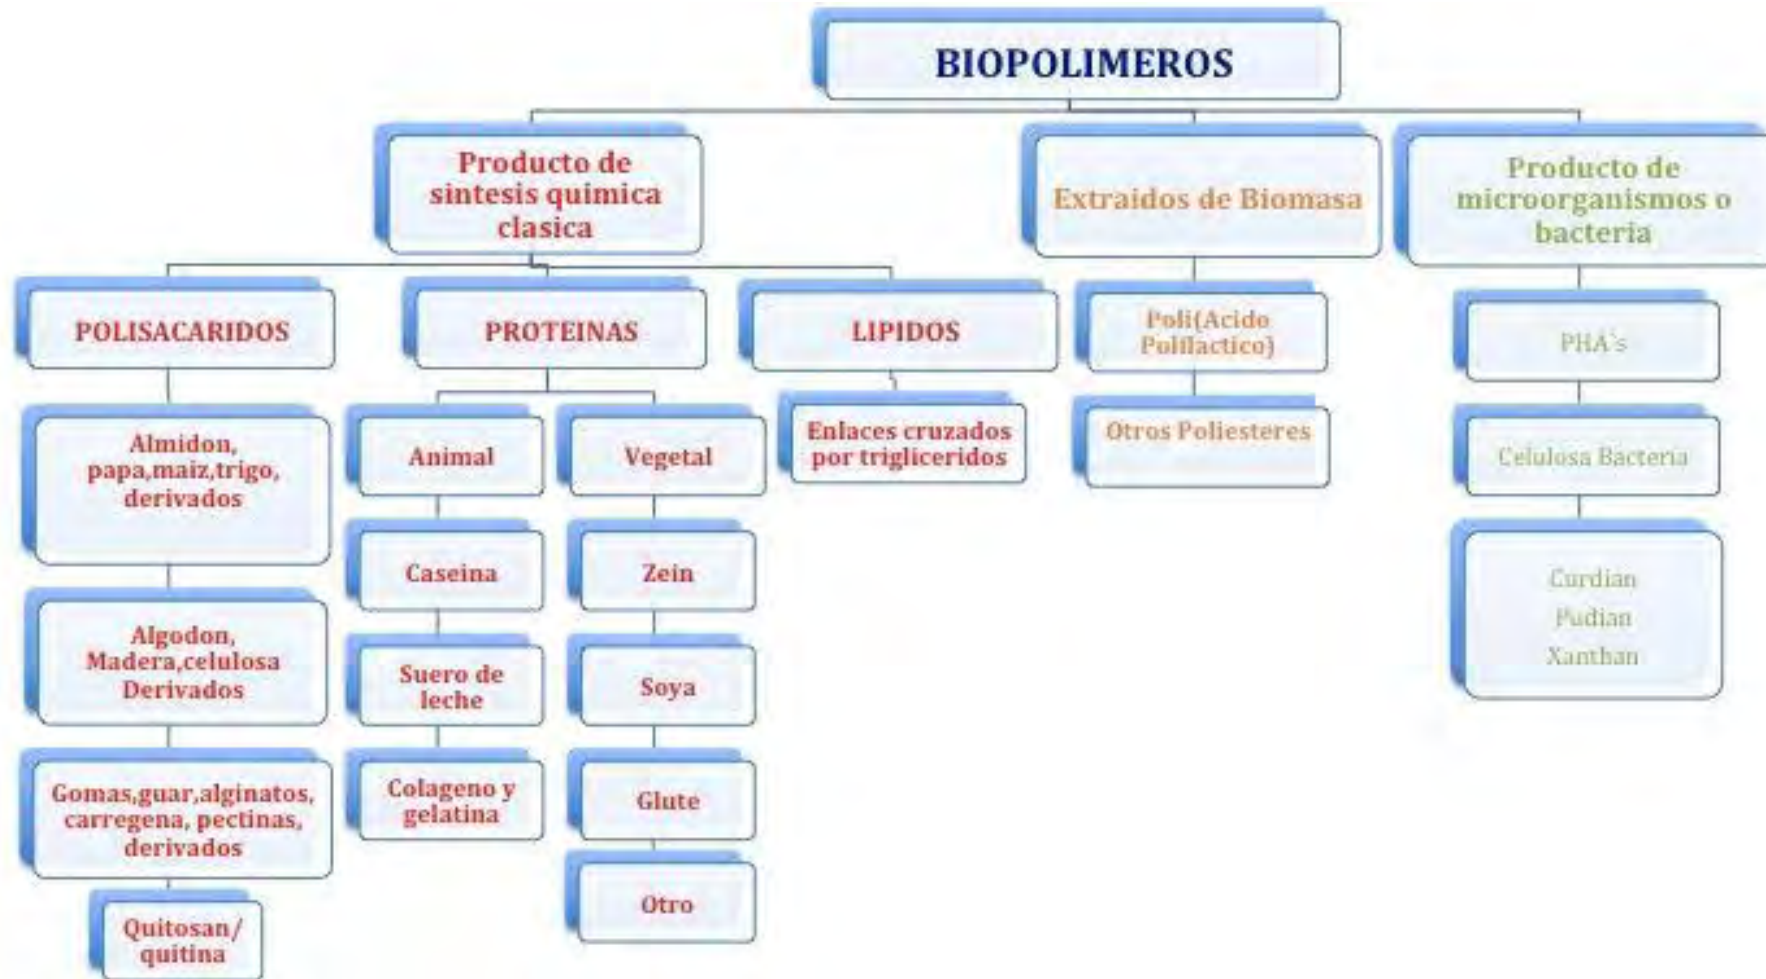 BIOPOLIMEROS
Producto de
sintesis quimica
clasica
Extraidos de Biomasa
Producto de
microorganismos o
bacteria
POLISACARIDOS
PROTEINAS
LIPIDOS
Poli(Acido
Polilactico)
PHA`s
Almidon,
papa,maiz,trigo,
derivados
Animal
Vegetal
Enlaces cruzados
por trigliceridos
Otros Poliesteres
Celulosa Bacteria
Caseina
Zein
Curdian
Pudian
Xanthan
Algodon,
Madera,celulosa
Derivados
Suero de
leche
Soya
Gomas,guar,alginatos,
carregena, pectinas,
derivados
Colageno y
gelatina
Glute
Quitosan/
quitina
Otro